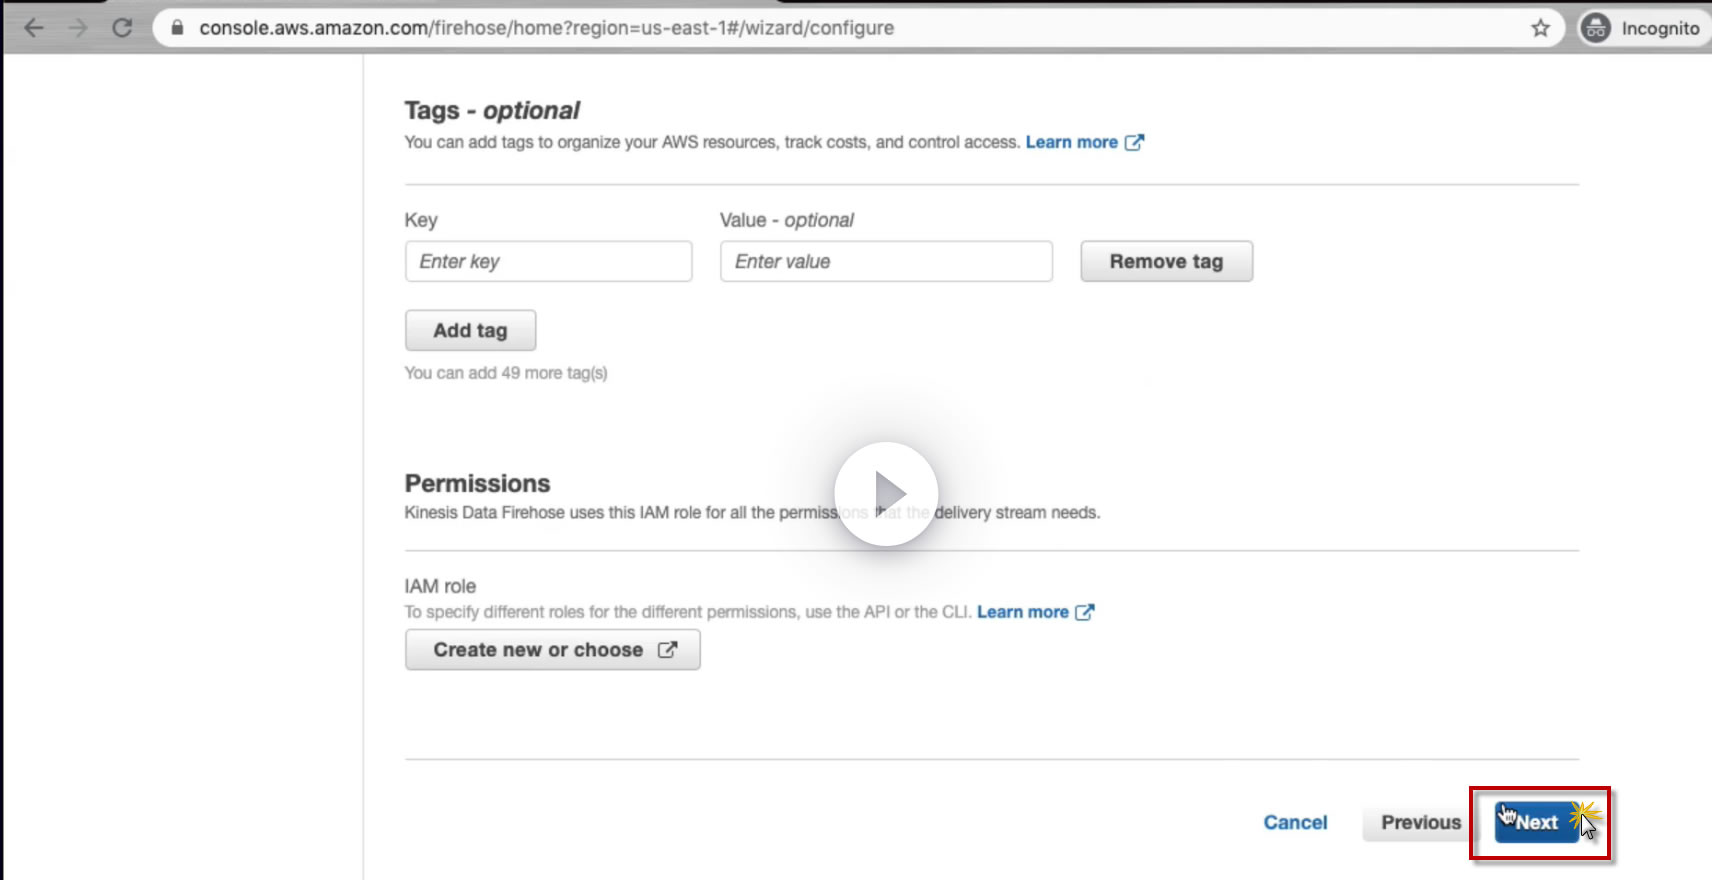 console.aws.amazon.com/firehose/home?region=us-east-1#/wizard/configure
Incognito
Tags - optional
You can add tags to organize your AWS resources, track costs, and control access. Learn more
Key
Value - optional
Enter key
Enter value
Remove tag
Add tag
You can add 49 more tag(s)
Permissions
Kinesis Data Firehose uses this IAM role for all the permissions that the delivery stream needs.
IAM role
To specify different roles for the different permissions, use the API or the CLI. Learn more
Create new or choose
Cancel
Previous
Next